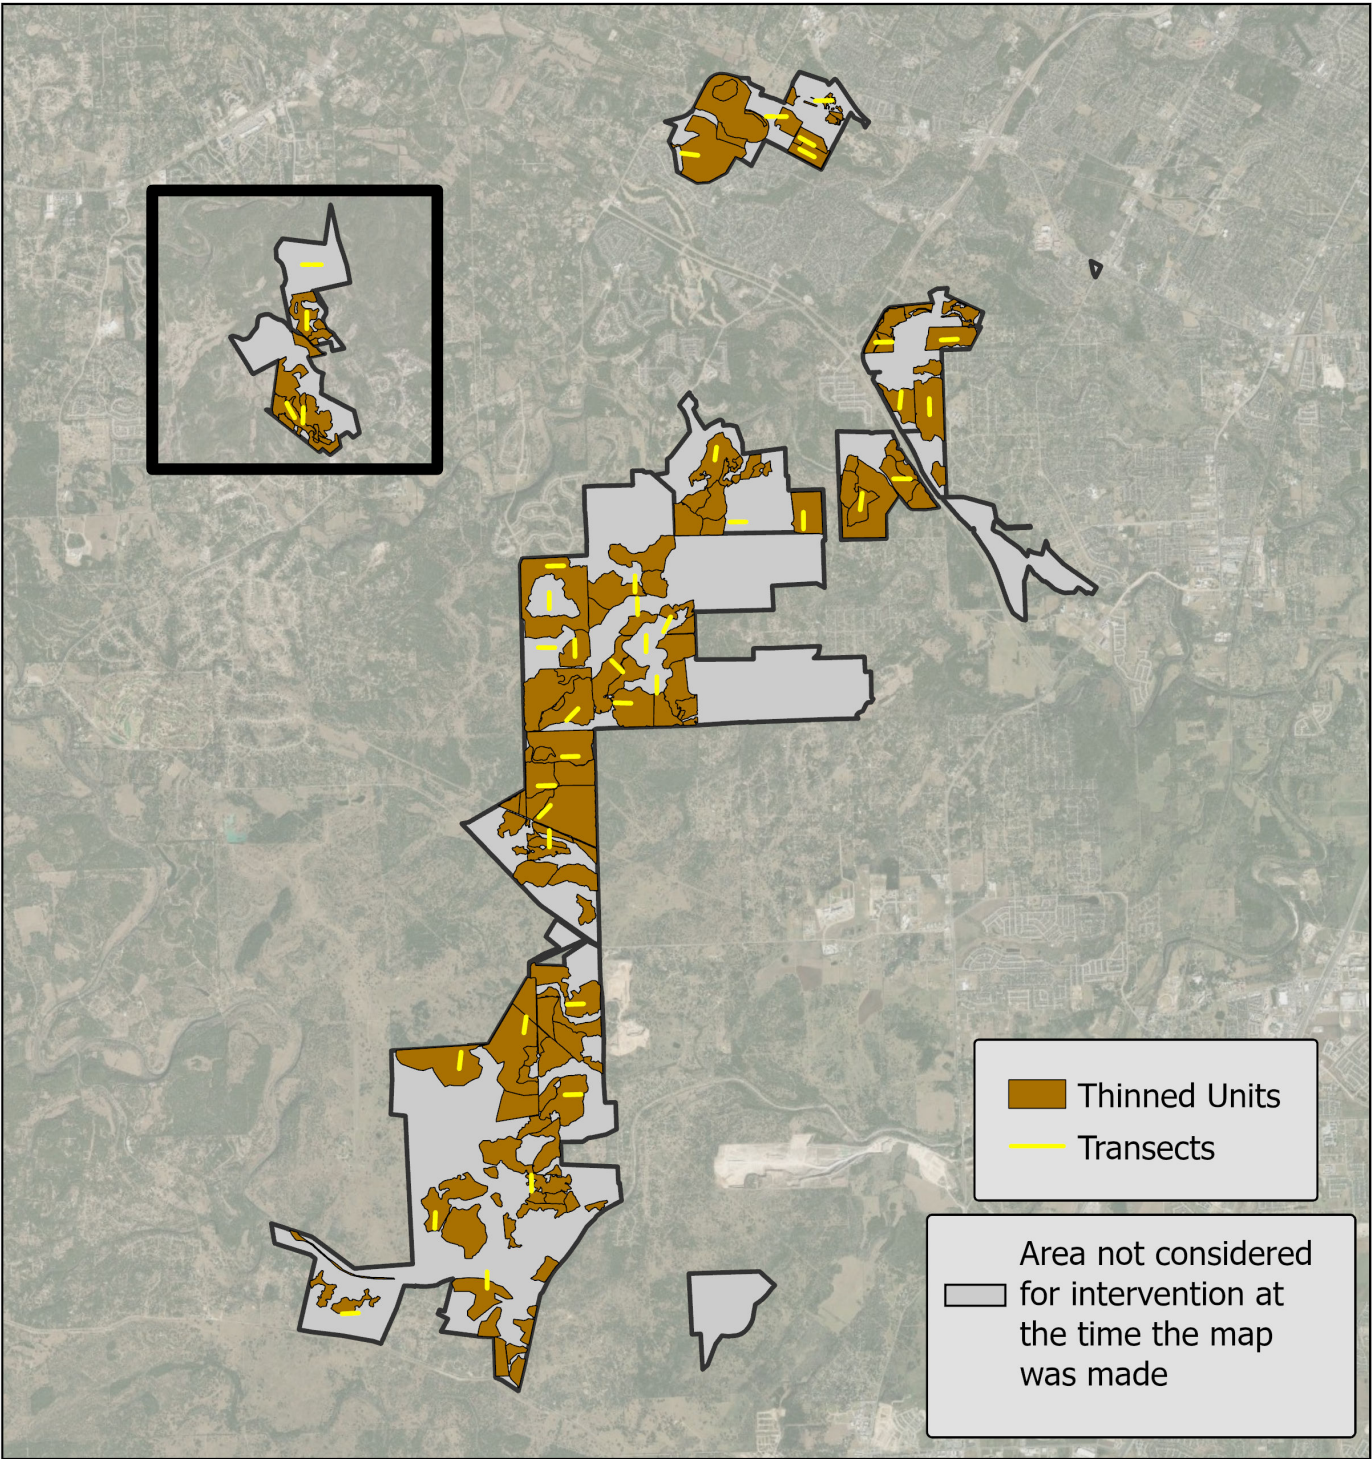 Thinned Units
Transects
Area not considered
for intervention at
the time the map
was made